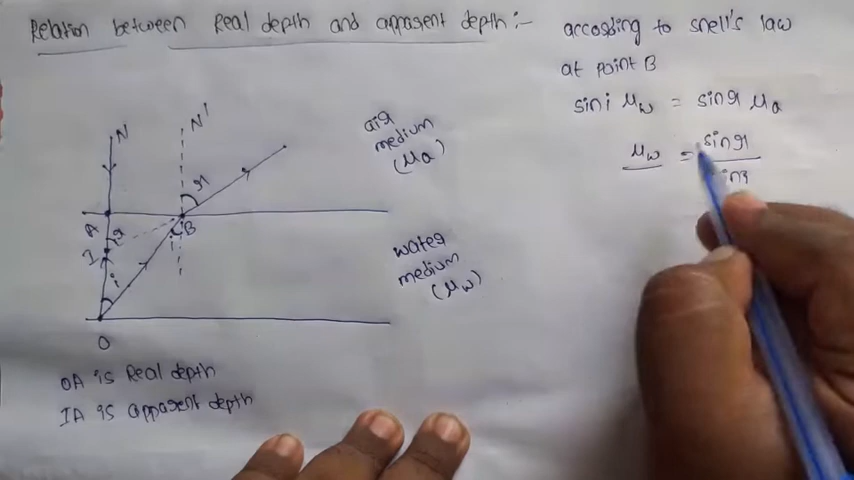 Relation between Real depth and apparent depth:-
according to snell's law
at point B
sin i μw = sin r μa
μw = sin r
N
N'
air
medium
(μa)
r
A
B
r
I
i
i
water
medium
(μw)
O
OA is Real depth
IA is apparent depth